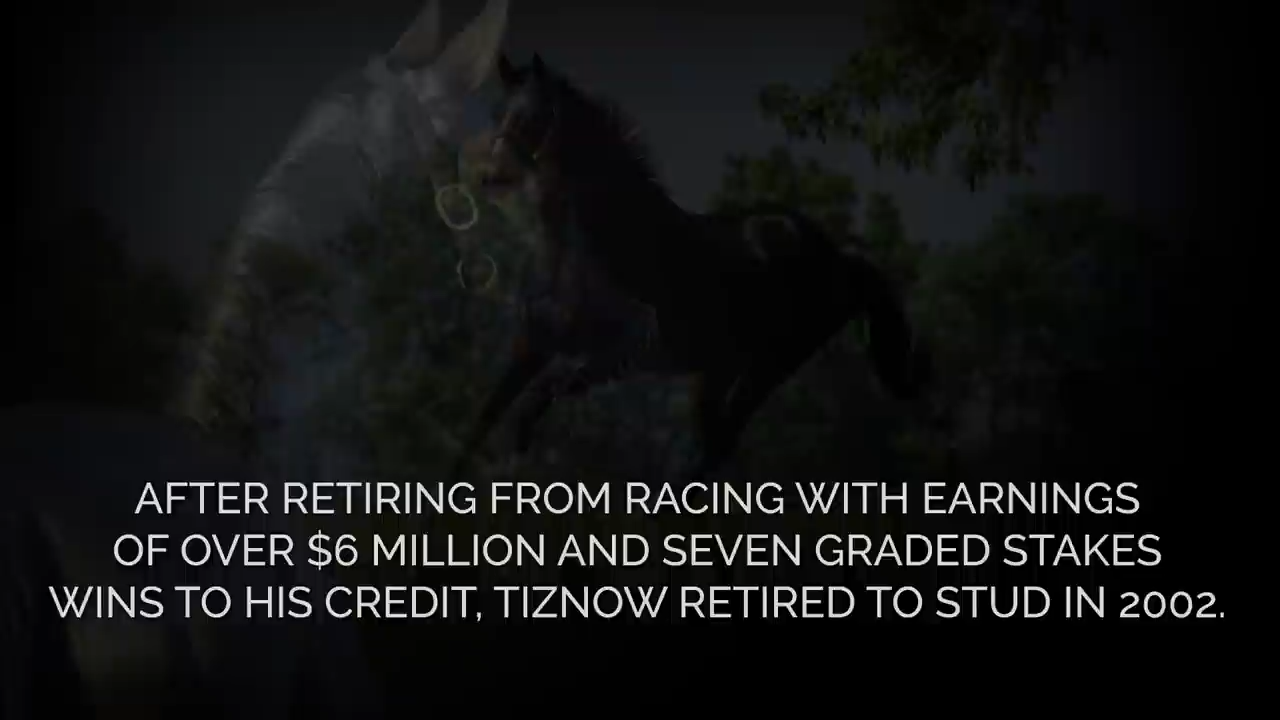 AFTER RETIRING FROM RACING WITH EARNINGS
OF OVER $6 MILLION AND SEVEN GRADED STAKES
WINS TO HIS CREDIT, TIZNOW RETIRED TO STUD IN 2002.